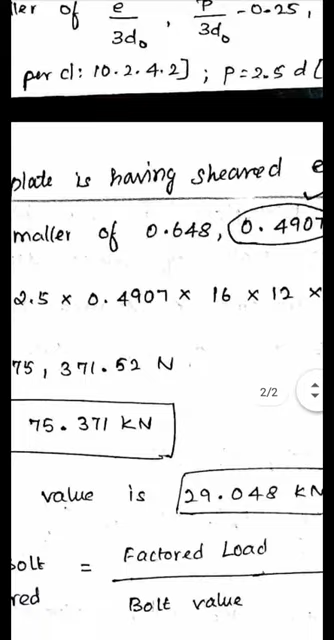 ller of e/3d₀ , P/3d₀ - 0.25 ,
per cl: 10.2.4.2] ; P = 2.5 d [
plate is having sheared e
maller of 0.648, 0.4907
2.5 x 0.4907 x 16 x 12 x
75, 371.52 N
2/2
75.371 KN
value is 29.048 KN
bolt = Factored Load
red Bolt value